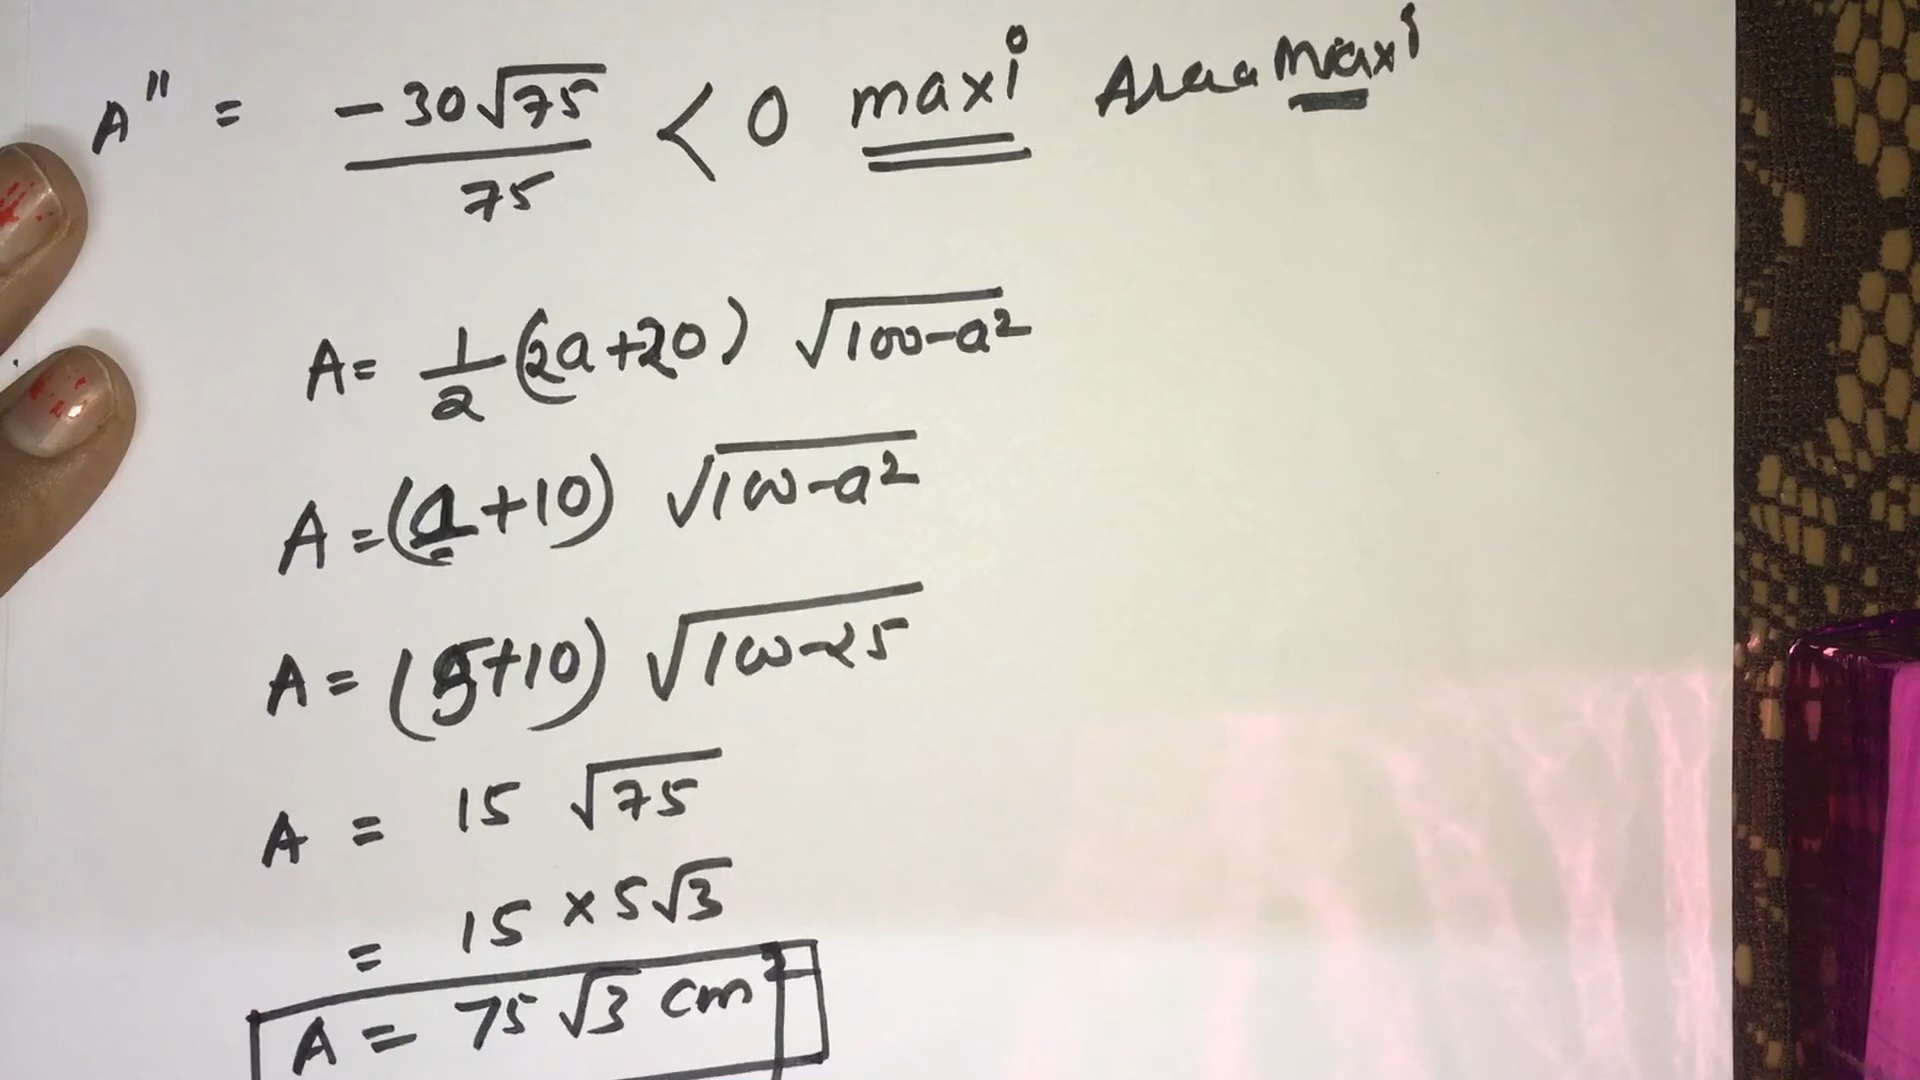 A'' = -30√75 / 75 < 0 maxi Area maxi
A = 1/2 (2a+20) √100-a²
A = (a+10) √100-a²
A = (5+10) √100-25
A = 15 √75
= 15 × 5√3
A = 75√3 cm²